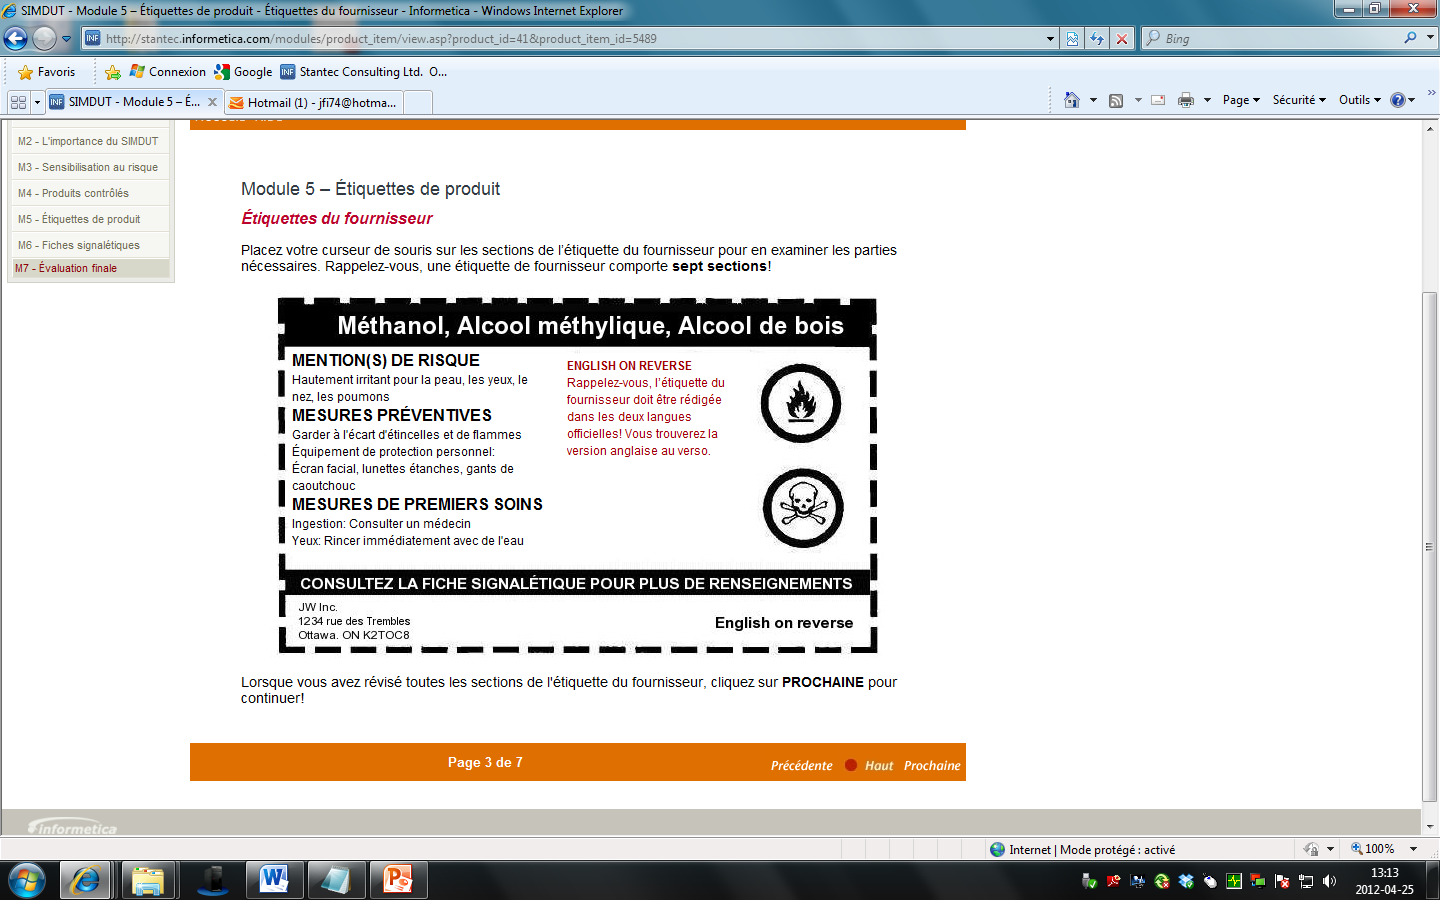 SIMDUT - Module 5 – Étiquettes de produit - Étiquettes du fournisseur - Informetica - Windows Internet Explorer
http://stantec.informetica.com/modules/product_item/view.asp?product_id=41&product_item_id=5489
Bing
Favoris
Connexion
Google
Stantec Consulting Ltd. O...
SIMDUT - Module 5 – É...
Hotmail (1) - jfi74@hotma...
Page
Sécurité
Outils
M2 - L'importance du SIMDUT
M3 - Sensibilisation au risque
M4 - Produits contrôlés
M5 - Étiquettes de produit
M6 - Fiches signalétiques
M7 - Évaluation finale
Module 5 – Étiquettes de produit
Étiquettes du fournisseur
Placez votre curseur de souris sur les sections de l'étiquette du fournisseur pour en examiner les parties
nécessaires. Rappelez-vous, une étiquette de fournisseur comporte sept sections!
Méthanol, Alcool méthylique, Alcool de bois
MENTION(S) DE RISQUE
Hautement irritant pour la peau, les yeux, le
nez, les poumons
MESURES PRÉVENTIVES
Garder à l'écart d'étincelles et de flammes
Équipement de protection personnel:
Écran facial, lunettes étanches, gants de
caoutchouc
MESURES DE PREMIERS SOINS
Ingestion: Consulter un médecin
Yeux: Rincer immédiatement avec de l'eau
ENGLISH ON REVERSE
Rappelez-vous, l'étiquette du
fournisseur doit être rédigée
dans les deux langues
officielles! Vous trouverez la
version anglaise au verso.
CONSULTEZ LA FICHE SIGNALÉTIQUE POUR PLUS DE RENSEIGNEMENTS
JW Inc.
1234 rue des Trembles
Ottawa. ON K2TOC8
English on reverse
Lorsque vous avez révisé toutes les sections de l'étiquette du fournisseur, cliquez sur PROCHAINE pour
continuer!
Page 3 de 7
Précédente
Haut
Prochaine
informetica
Internet | Mode protégé : activé
100%
13:13
2012-04-25